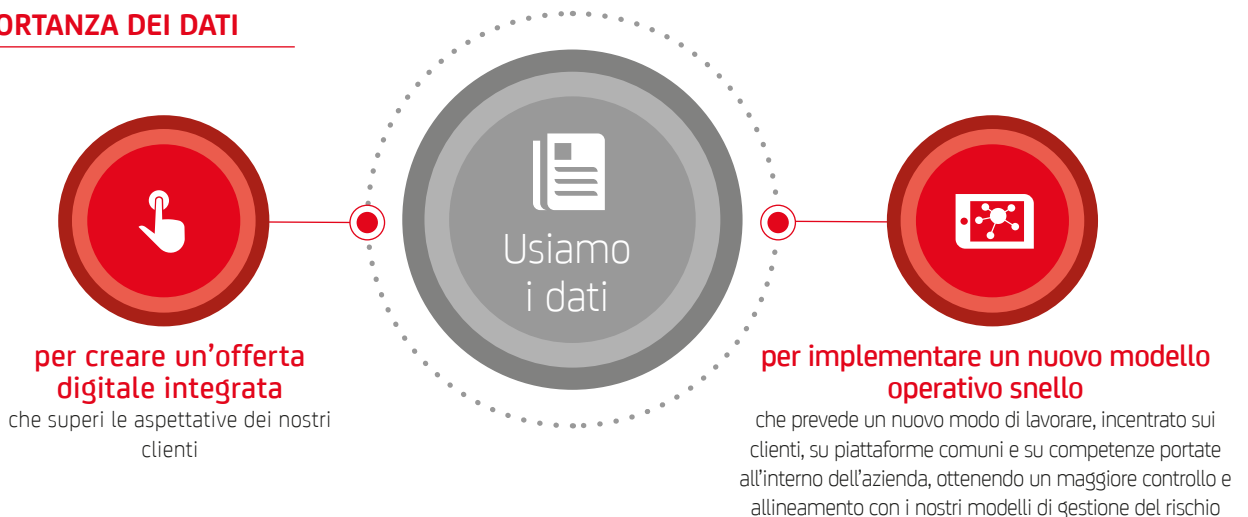 ORTANZA DEI DATI
Usiamo
i dati
per creare un'offerta
digitale integrata
che superi le aspettative dei nostri
clienti
per implementare un nuovo modello
operativo snello
che prevede un nuovo modo di lavorare, incentrato sui
clienti, su piattaforme comuni e su competenze portate
all'interno dell'azienda, ottenendo un maggiore controllo e
allineamento con i nostri modelli di gestione del rischio